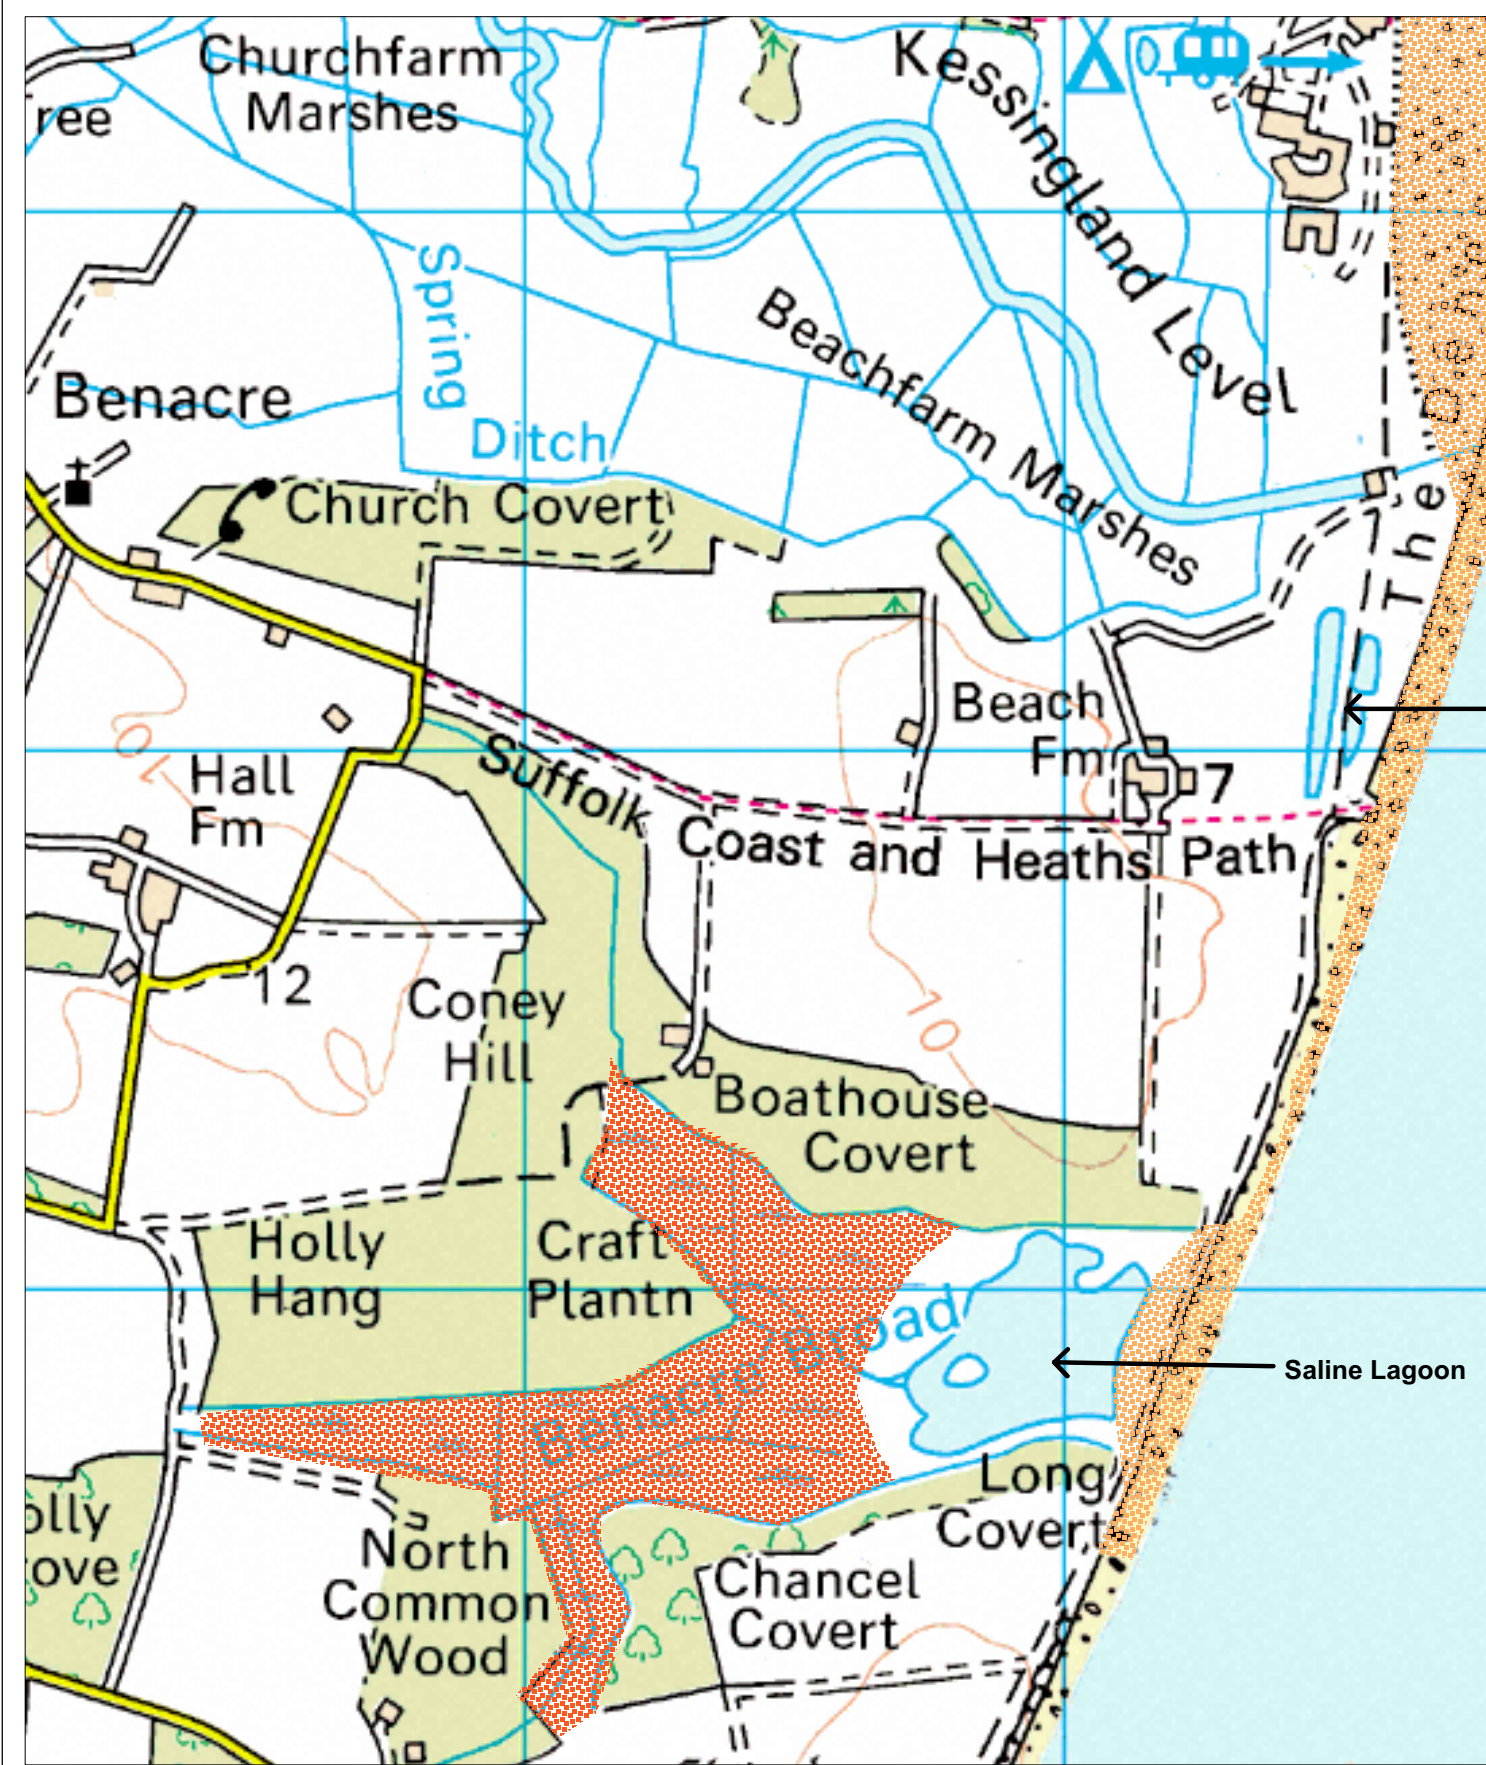 Churchfarm
Marshes
ree
Kessingland Level
Spring
Ditch
Beachfarm Marshes
Benacre
Church Covert
The
Beach
Fm
7
Hall
Fm
10
Suffolk Coast and Heaths Path
12
Coney
Hill
10
Boathouse
Covert
Holly
Hang
Craft
Plantn
Benacre Broad
Saline Lagoon
Long
Covert
olly
ove
North
Common
Wood
Chancel
Covert